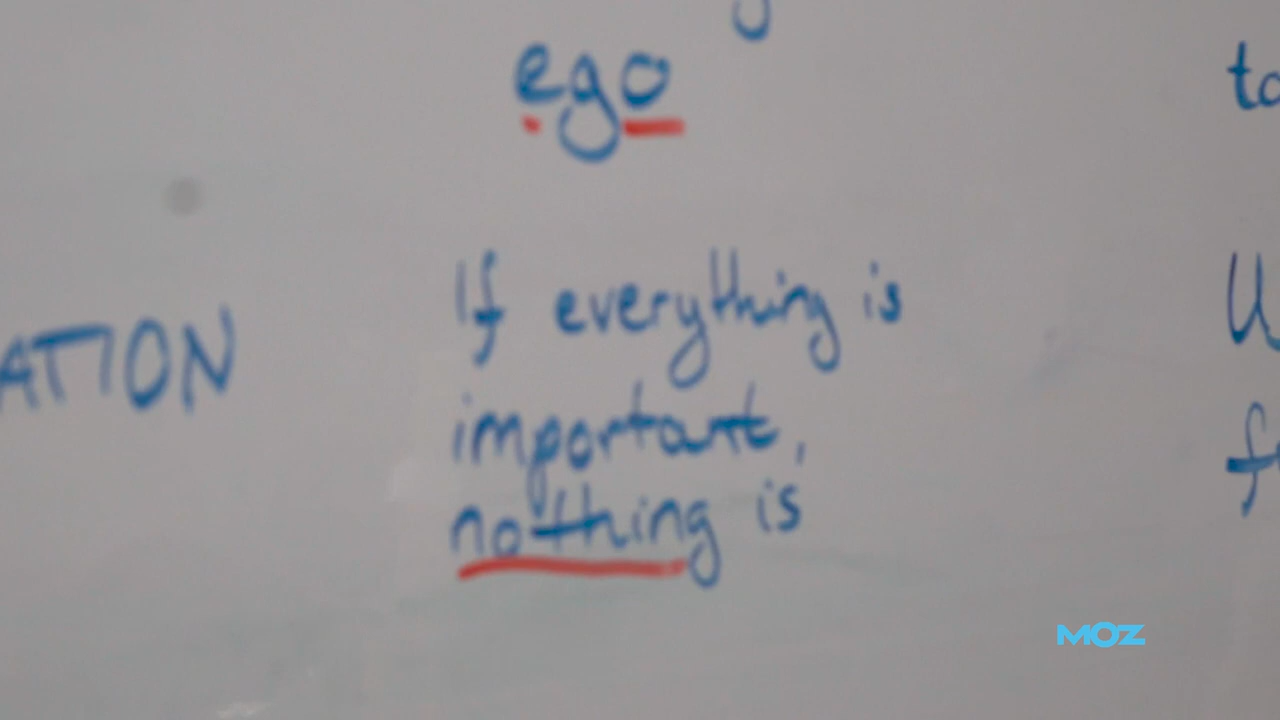 ego
ATION
If everything is
important,
nothing is
MOZ